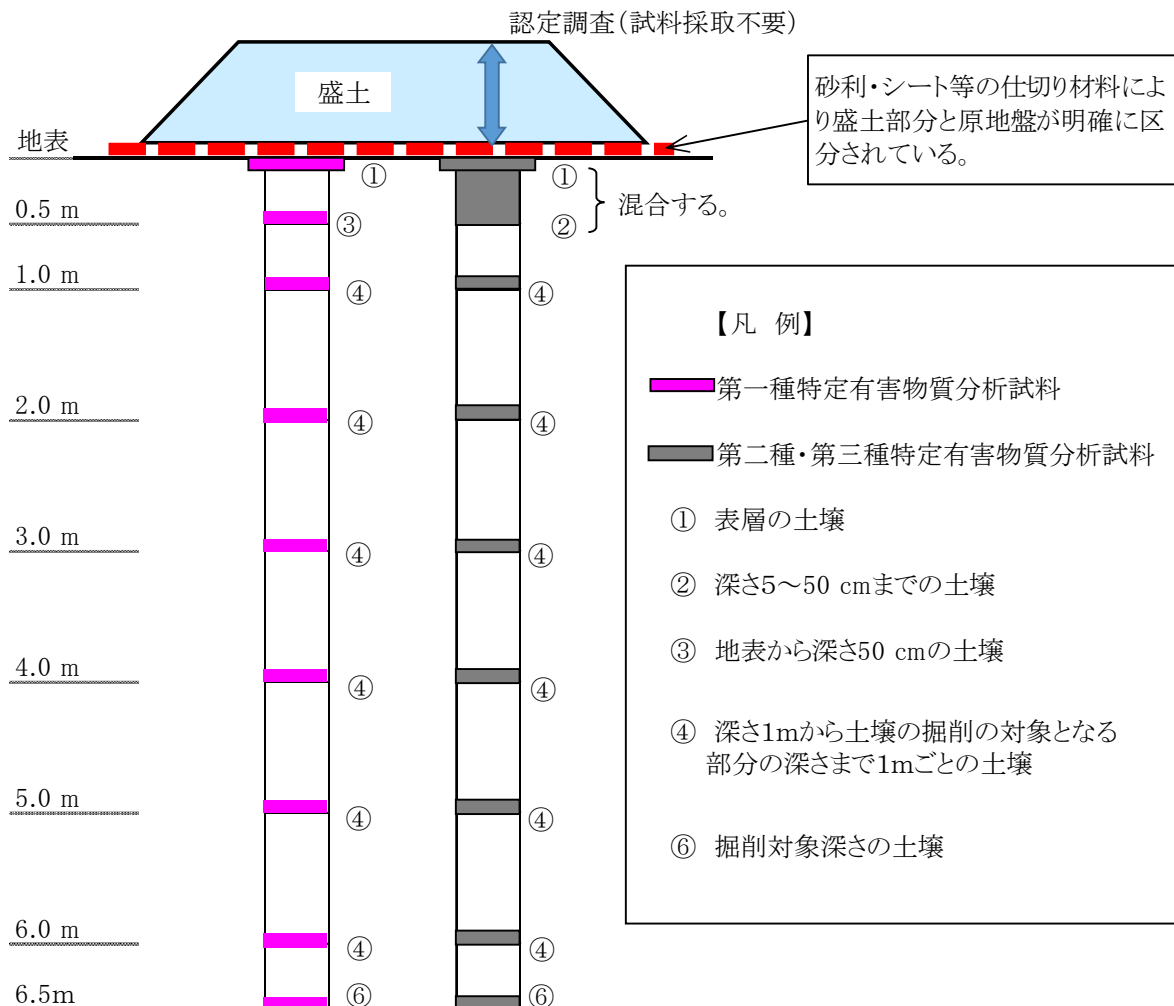 認定調査(試料採取不要)
盛土
砂利・シート等の仕切り材料によ
り盛土部分と原地盤が明確に区
分されている。
地表
① ①
混合する。
0.5 m
③ ②
1.0 m
④ ④
2.0 m
④ ④
3.0 m
④ ④
4.0 m
④ ④
5.0 m
④ ④
6.0 m
④ ④
6.5m
⑥ ⑥
【凡 例】
第一種特定有害物質分析試料
第二種・第三種特定有害物質分析試料
① 表層の土壌
② 深さ5～50 cmまでの土壌
③ 地表から深さ50 cmの土壌
④ 深さ1mから土壌の掘削の対象となる
部分の深さまで1mごとの土壌
⑥ 掘削対象深さの土壌